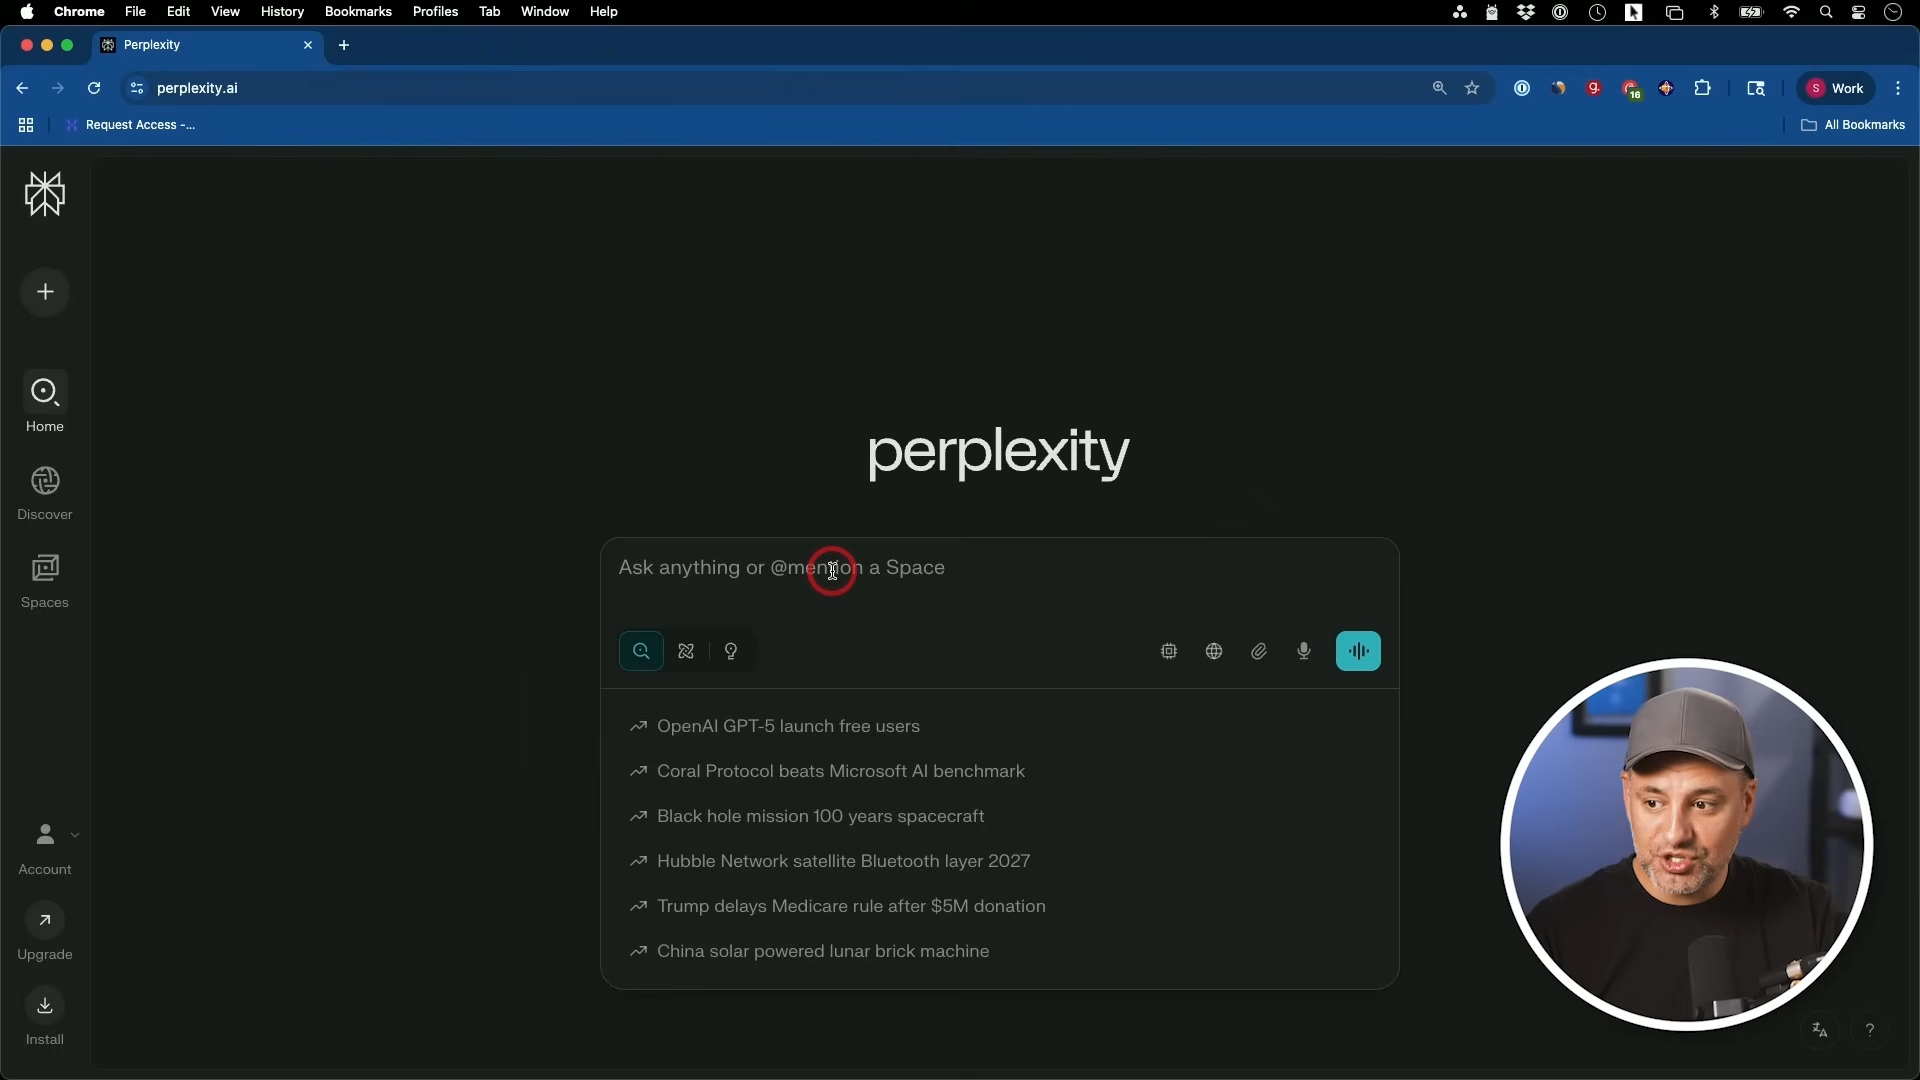 Chrome File Edit View History Bookmarks Profiles Tab Window Help
Perplexity
perplexity.ai
g.
16
S Work
Request Access -...
All Bookmarks
perplexity
Home
Discover
Spaces
Account
Upgrade
Install
Ask anything or @mention a Space
OpenAI GPT-5 launch free users
Coral Protocol beats Microsoft AI benchmark
Black hole mission 100 years spacecraft
Hubble Network satellite Bluetooth layer 2027
Trump delays Medicare rule after $5M donation
China solar powered lunar brick machine
?